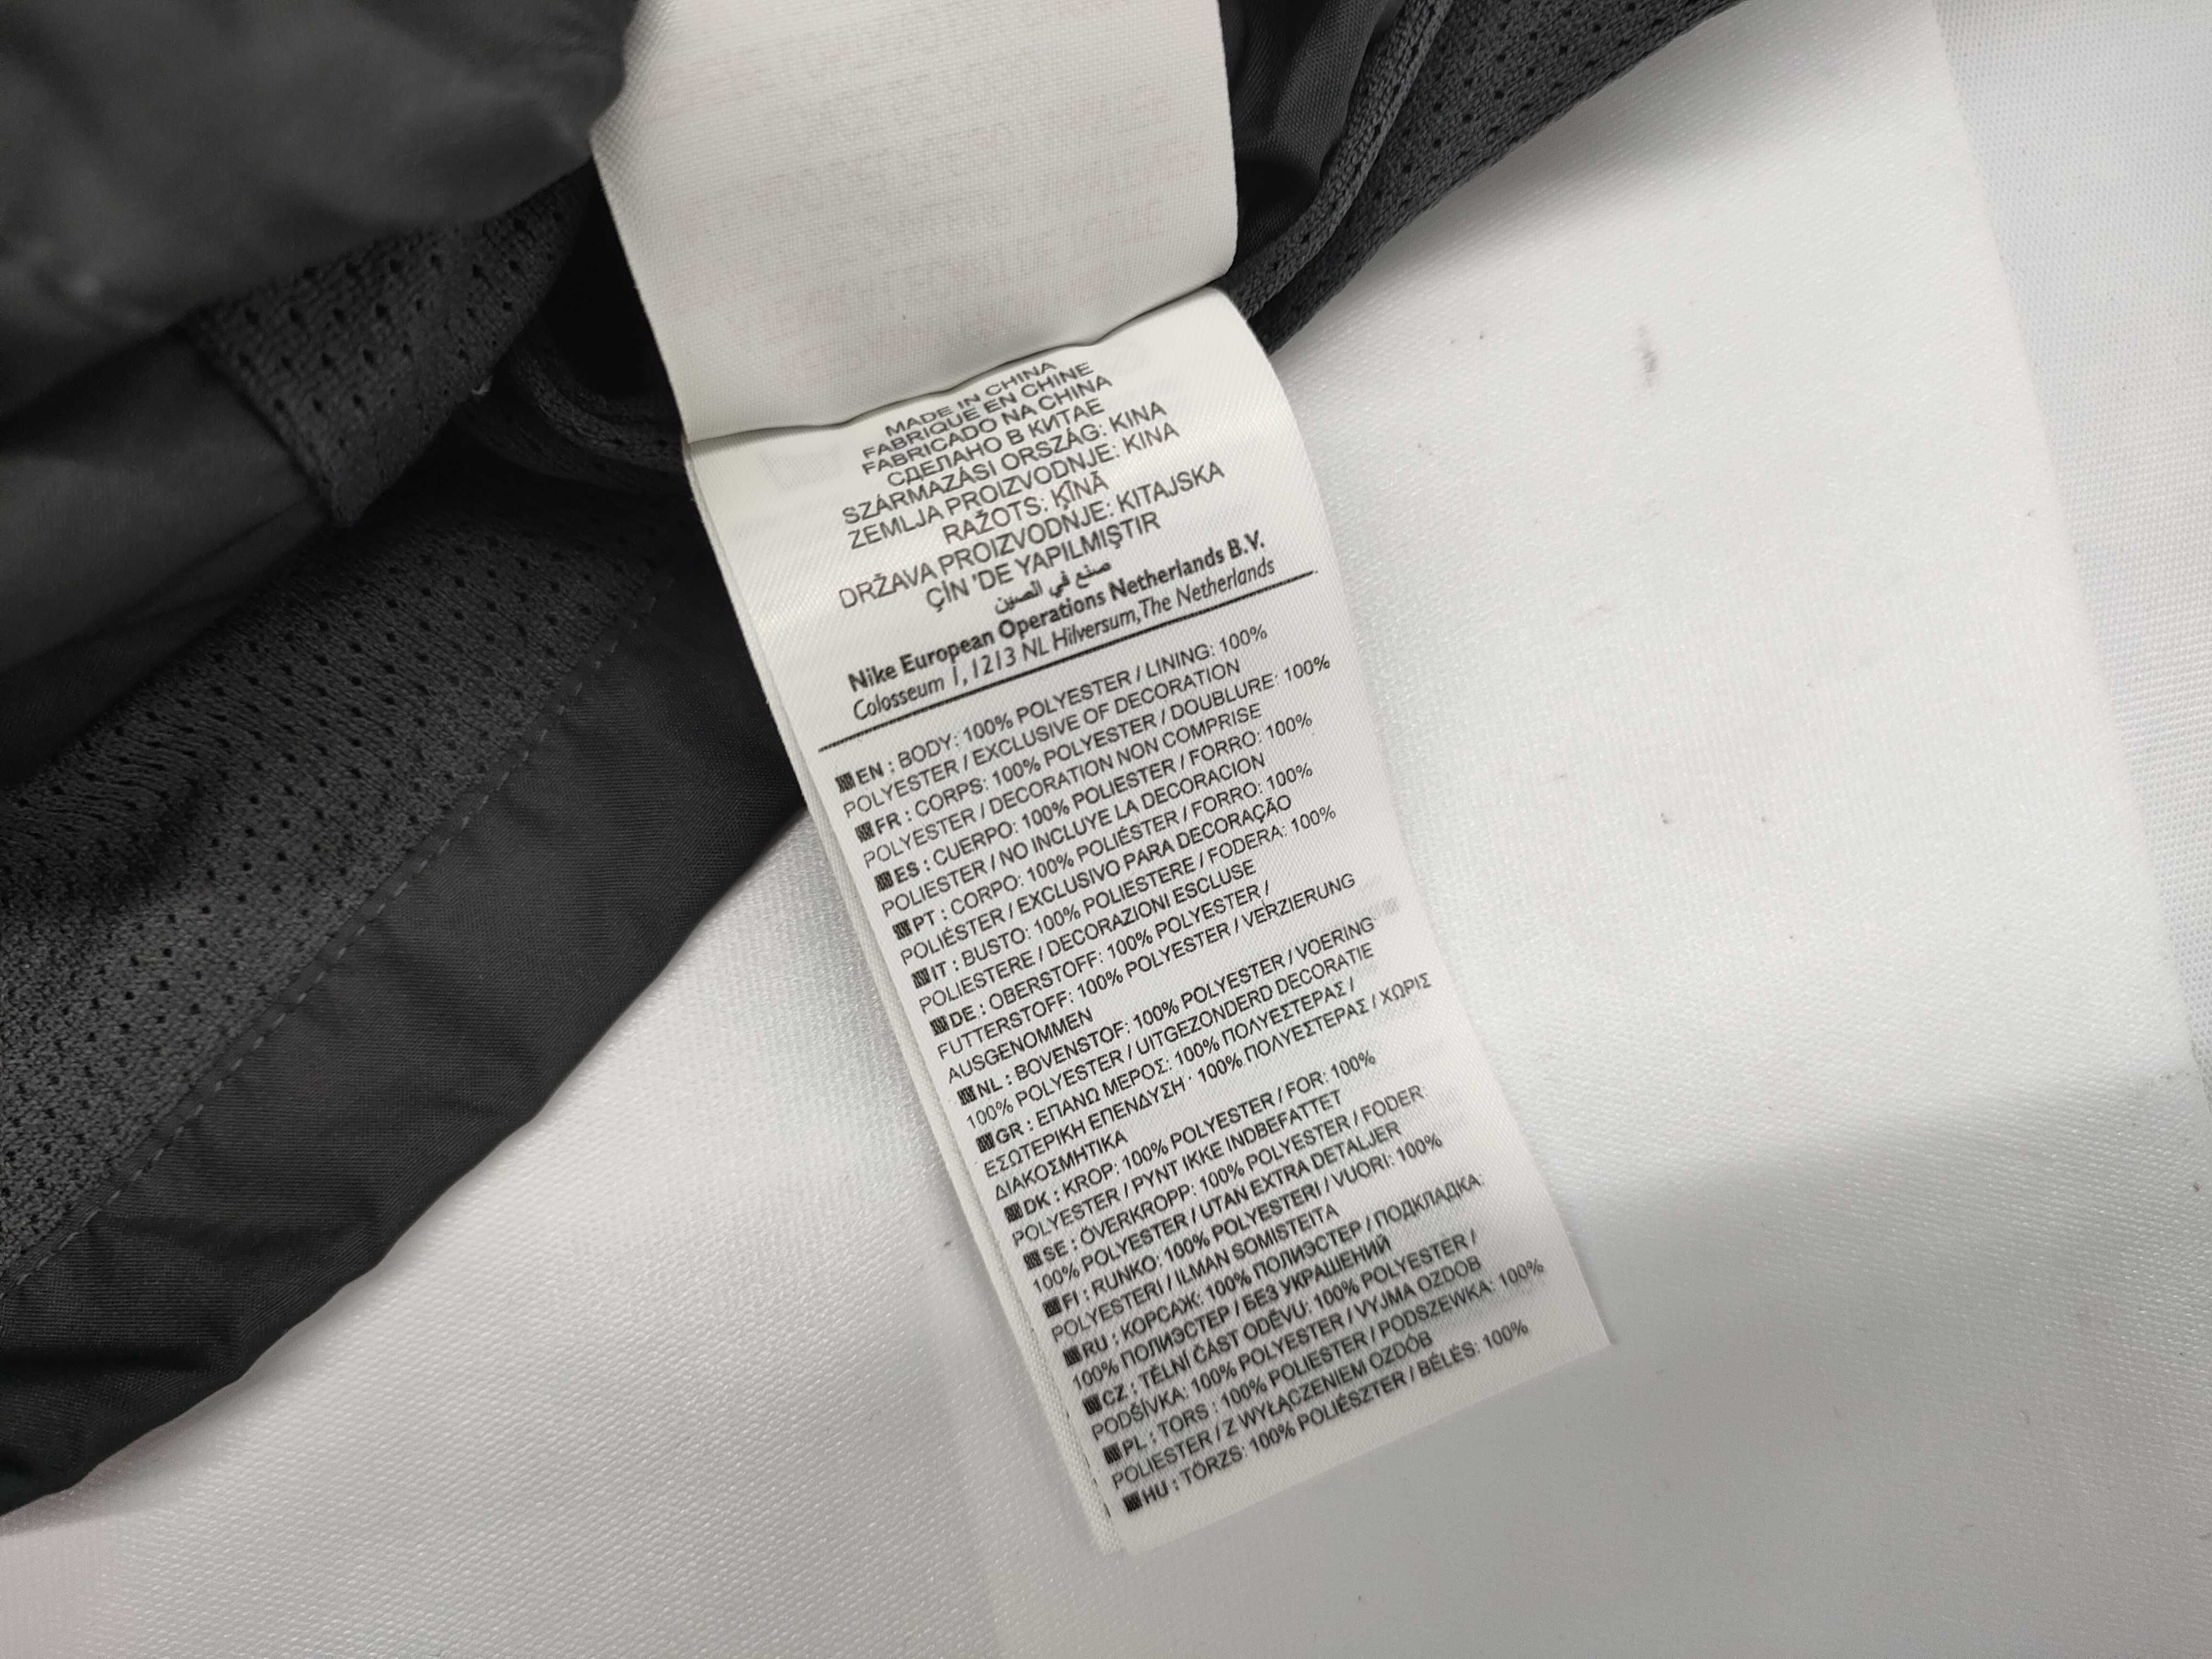 MADE IN CHINA
FABRIQUE EN CHINE
FABRICADO NA CHINA
СДЕЛАНО В КИТАЕ
SZÁRMAZÁSI ORSZÁG: KINA
ZEMLJA PROIZVODNJE: KINA
RAŽOTS: ĶĪNĀ
DRŽAVA PROIZVODNJE: KITAJSKA
ÇİN 'DE YAPILMIŞTIR
صنع في الصين
Nike European Operations Netherlands B.V.
Colosseum 1, 1213 NL Hilversum, The Netherlands
EN : BODY: 100% POLYESTER / LINING: 100%
POLYESTER / EXCLUSIVE OF DECORATION
FR : CORPS: 100% POLYESTER / DOUBLURE: 100%
POLYESTER / DECORATION NON COMPRISE
ES : CUERPO: 100% POLIESTER / FORRO: 100%
POLIESTER / NO INCLUYE LA DECORACION
PT : CORPO: 100% POLIÉSTER / FORRO: 100%
POLIÉSTER / EXCLUSIVO PARA DECORAÇÃO
IT : BUSTO: 100% POLIESTERE / FODERA: 100%
POLIESTERE / DECORAZIONI ESCLUSE
DE : OBERSTOFF: 100% POLYESTER /
FUTTERSTOFF: 100% POLYESTER / VERZIERUNG
AUSGENOMMEN
NL : BOVENSTOF: 100% POLYESTER / VOERING
100% POLYESTER / UITGEZONDERD DECORATIE
GR : ΕΠΑΝΩ ΜΕΡΟΣ: 100% ΠΟΛΥΕΣΤΕΡΑΣ /
ΕΣΩΤΕΡΙΚΗ ΕΠΕΝΔΥΣΗ : 100% ΠΟΛΥΕΣΤΕΡΑΣ / ΧΩΡΙΣ
ΔΙΑΚΟΣΜΗΤΙΚΑ
DK : KROP: 100% POLYESTER / FOR: 100%
POLYESTER / PYNT IKKE INDBEFATTET
SE : ÖVERKROPP: 100% POLYESTER / FODER:
100% POLYESTER / UTAN EXTRA DETALJER
FI : RUNKO: 100% POLYESTERI / VUORI: 100%
POLYESTERI / ILMAN SOMISTEITA
RU : КОРСАЖ: 100% ПОЛИЭСТЕР / ПОДКЛАДКА:
100% ПОЛИЭСТЕР / БЕЗ УКРАШЕНИЙ
CZ : TĚLNÍ ČÁST ODĚVU: 100% POLYESTER /
PODŠÍVKA: 100% POLYESTER / VYJMA OZDOB
PL : TORS : 100% POLIESTER / PODSZEWKA: 100%
POLIESTER / Z WYŁĄCZENIEM OZDÓB
HU : TÖRZS: 100% POLIÉSZTER / BÉLÉS: 100%